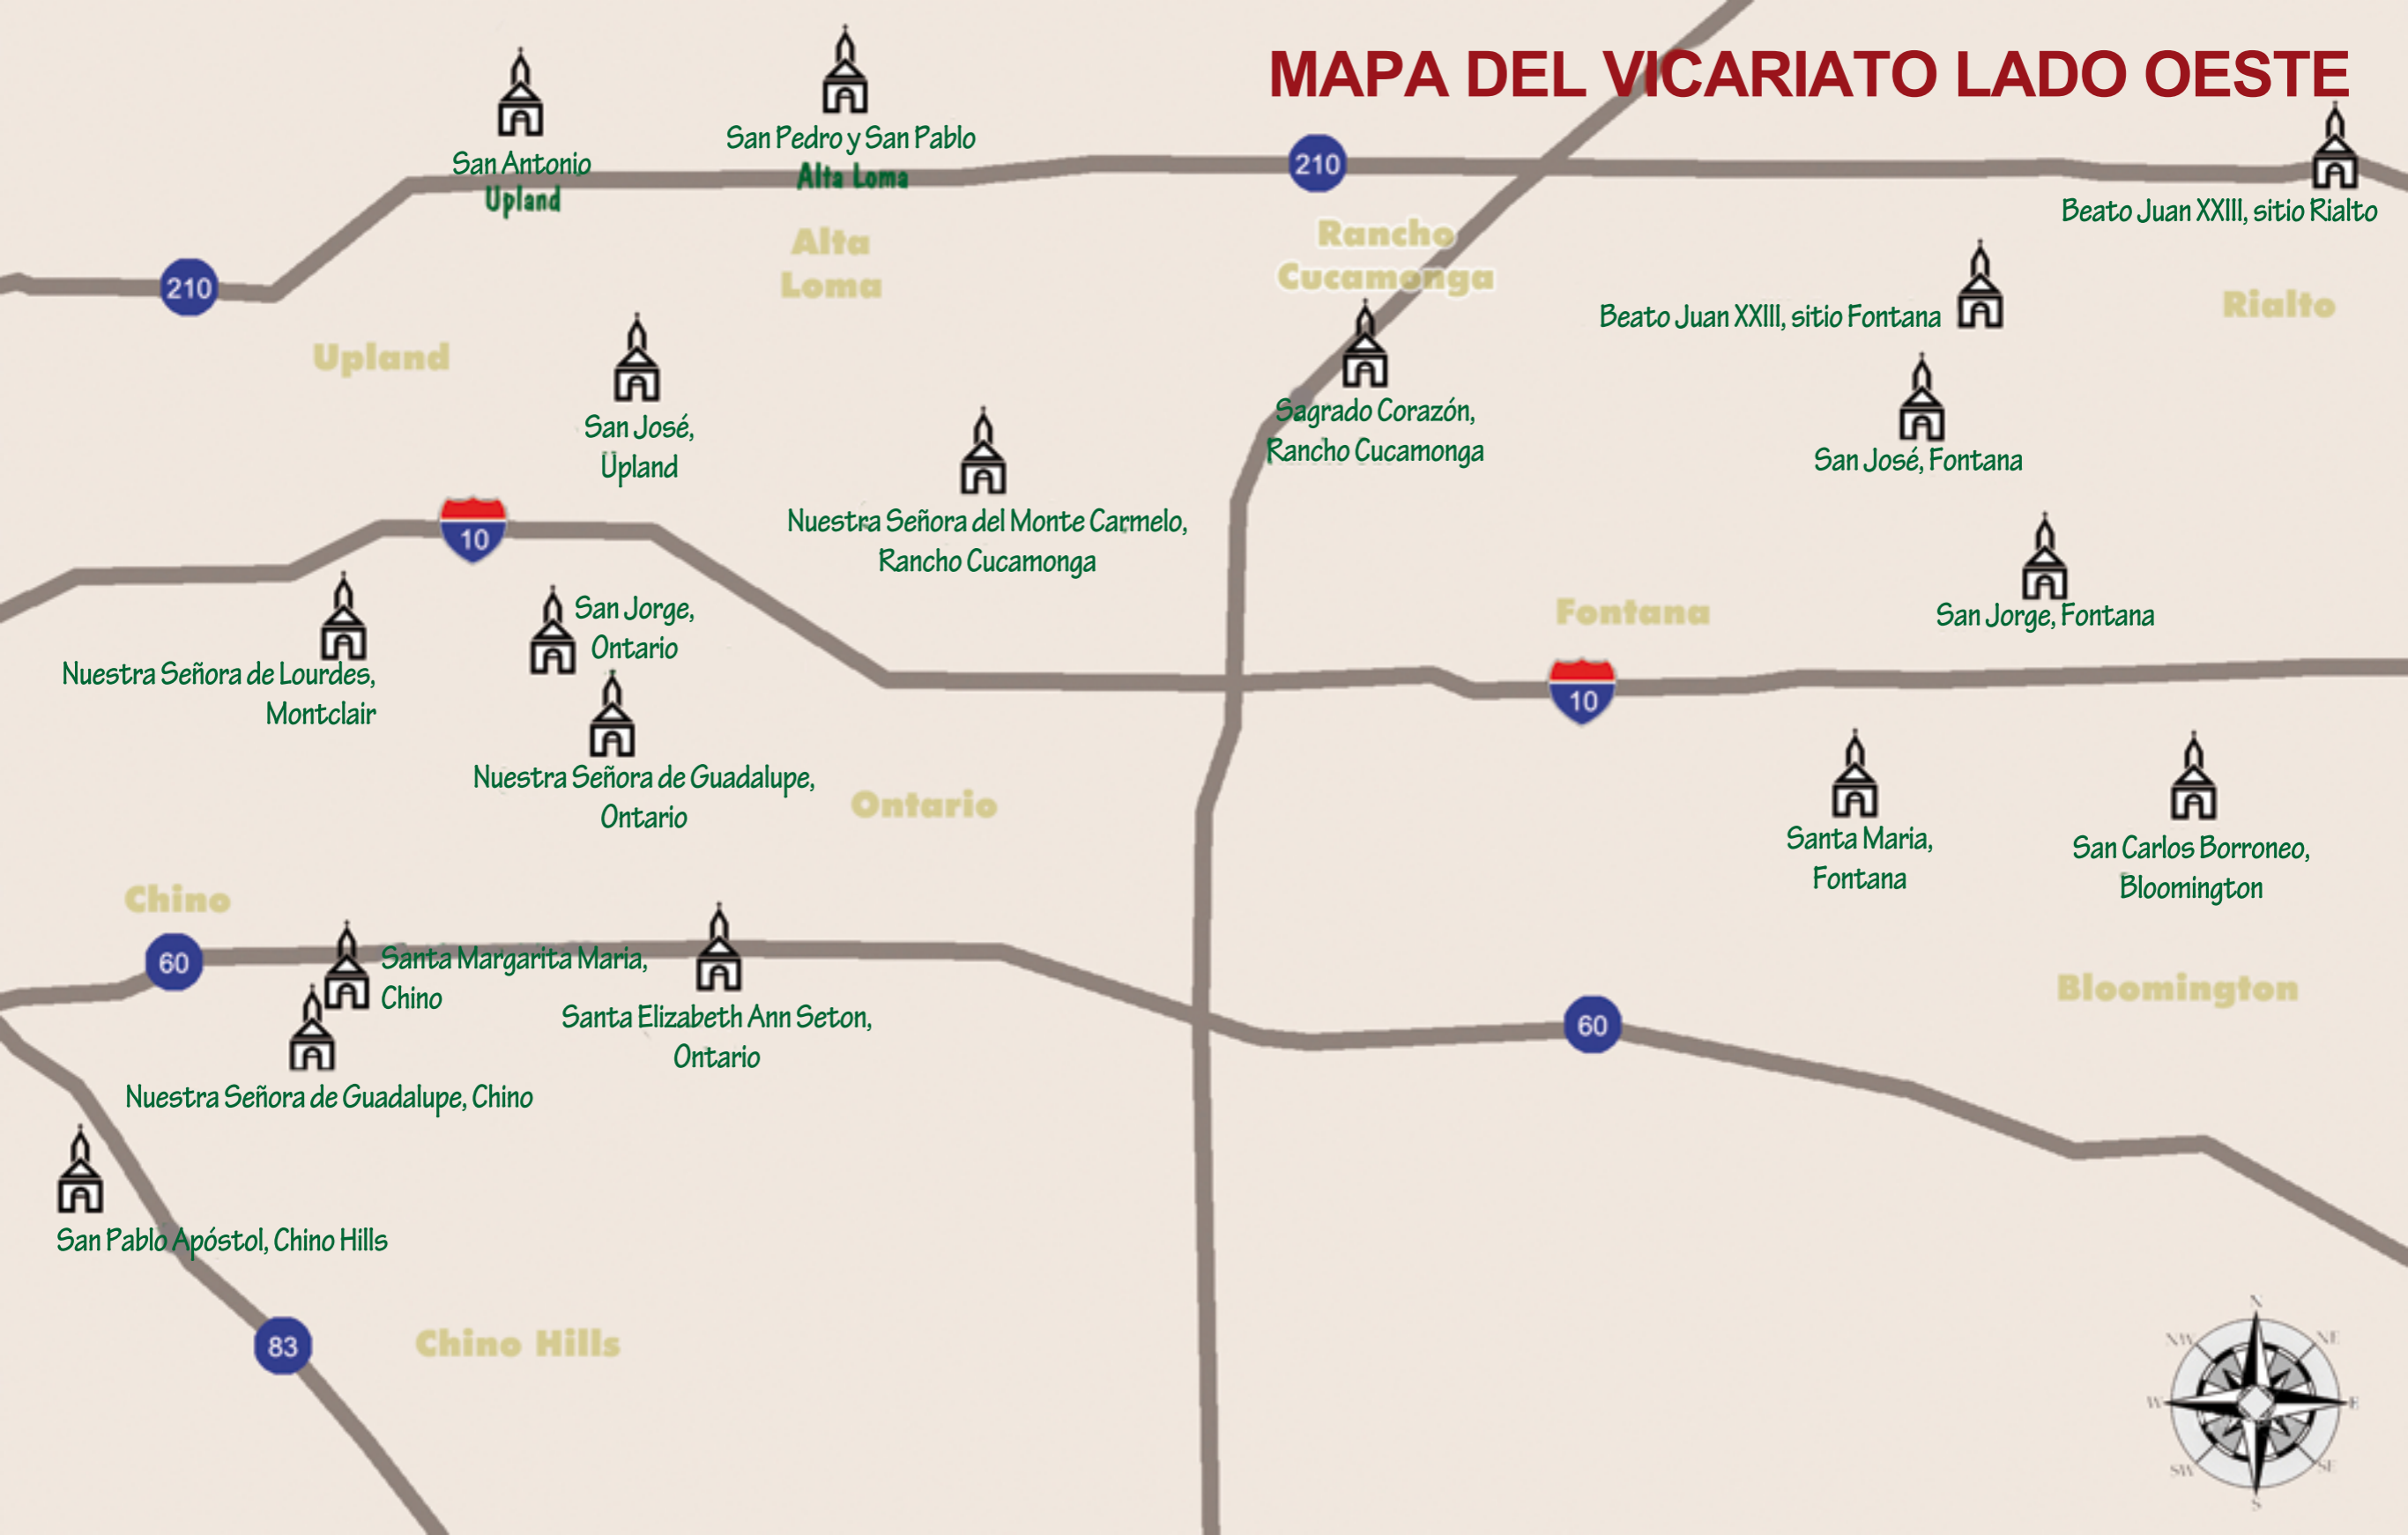 MAPA DEL VICARIATO LADO OESTE
San Antonio
Upland
San Pedro y San Pablo
Alta Loma
210
Beato Juan XXIII, sitio Rialto
Alta
Loma
Rancho
Cucamonga
210
Beato Juan XXIII, sitio Fontana
Rialto
Upland
San José,
Upland
Sagrado Corazón,
Rancho Cucamonga
San José, Fontana
10
Nuestra Señora del Monte Carmelo,
Rancho Cucamonga
San Jorge,
Ontario
Fontana
San Jorge, Fontana
Nuestra Señora de Lourdes,
Montclair
10
Nuestra Señora de Guadalupe,
Ontario
Ontario
Santa Maria,
Fontana
San Carlos Borroneo,
Bloomington
Chino
60
Santa Margarita Maria,
Chino
Santa Elizabeth Ann Seton,
Ontario
Bloomington
60
Nuestra Señora de Guadalupe, Chino
San Pablo Apóstol, Chino Hills
83
Chino Hills
N
NW
NE
W
E
SW
SE
S